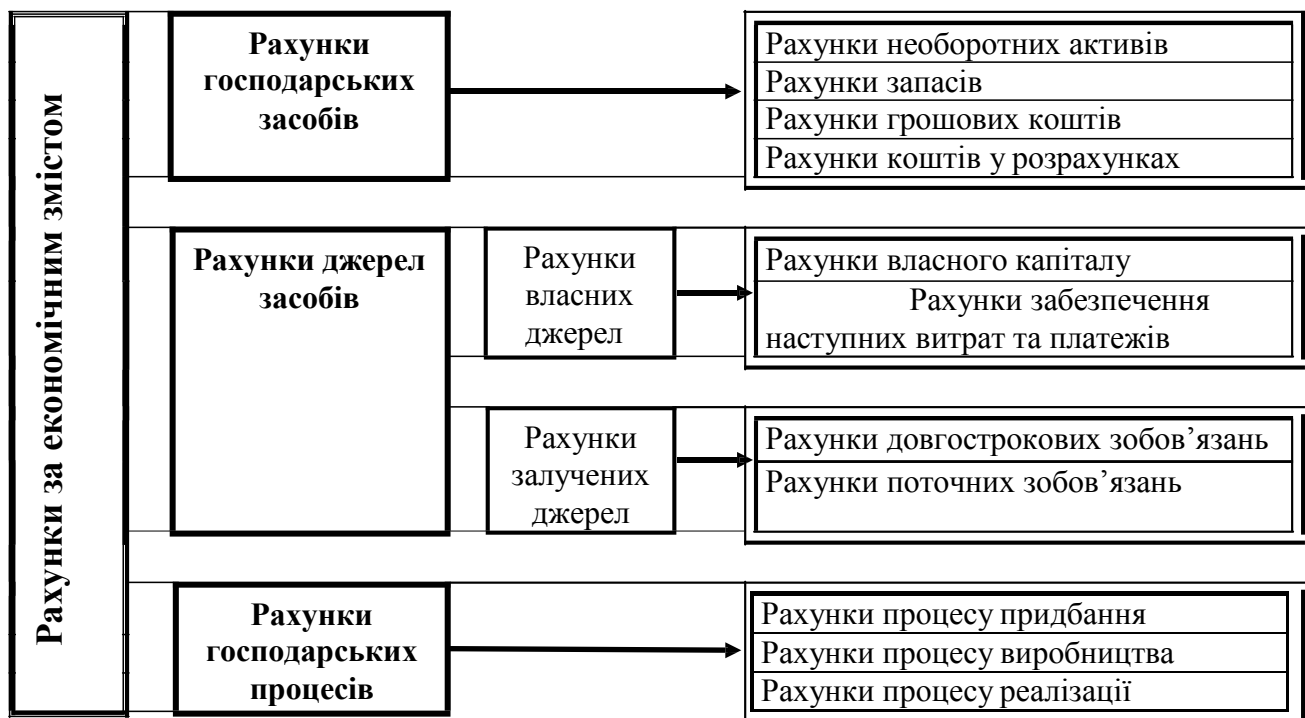 Рахунки за економічним змістом
Рахунки
господарських
засобів
Рахунки необоротних активів
Рахунки запасів
Рахунки грошових коштів
Рахунки коштів у розрахунках
Рахунки джерел
засобів
Рахунки
власних
джерел
Рахунки власного капіталу
Рахунки забезпечення
наступних витрат та платежів
Рахунки
залучених
джерел
Рахунки довгострокових зобов’язань
Рахунки поточних зобов’язань
Рахунки
господарських
процесів
Рахунки процесу придбання
Рахунки процесу виробництва
Рахунки процесу реалізації